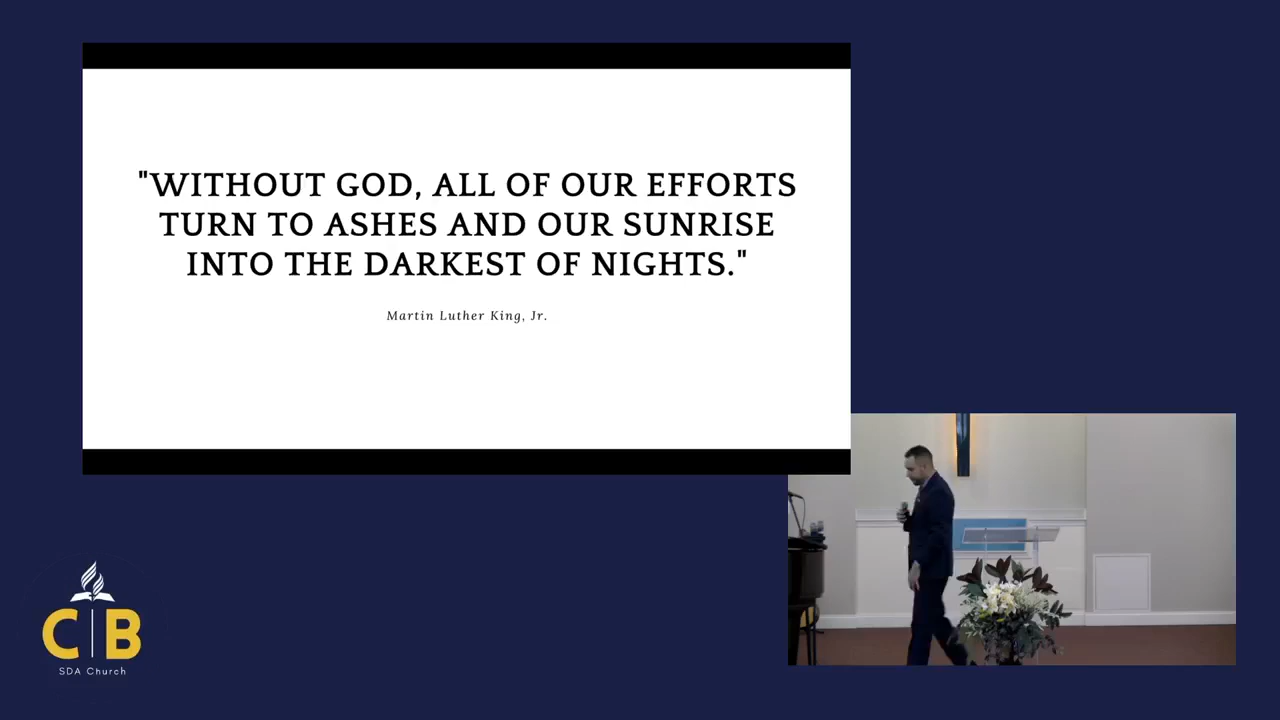 "WITHOUT GOD, ALL OF OUR EFFORTS
TURN TO ASHES AND OUR SUNRISE
INTO THE DARKEST OF NIGHTS."
Martin Luther King, Jr.
C|B
SDA Church